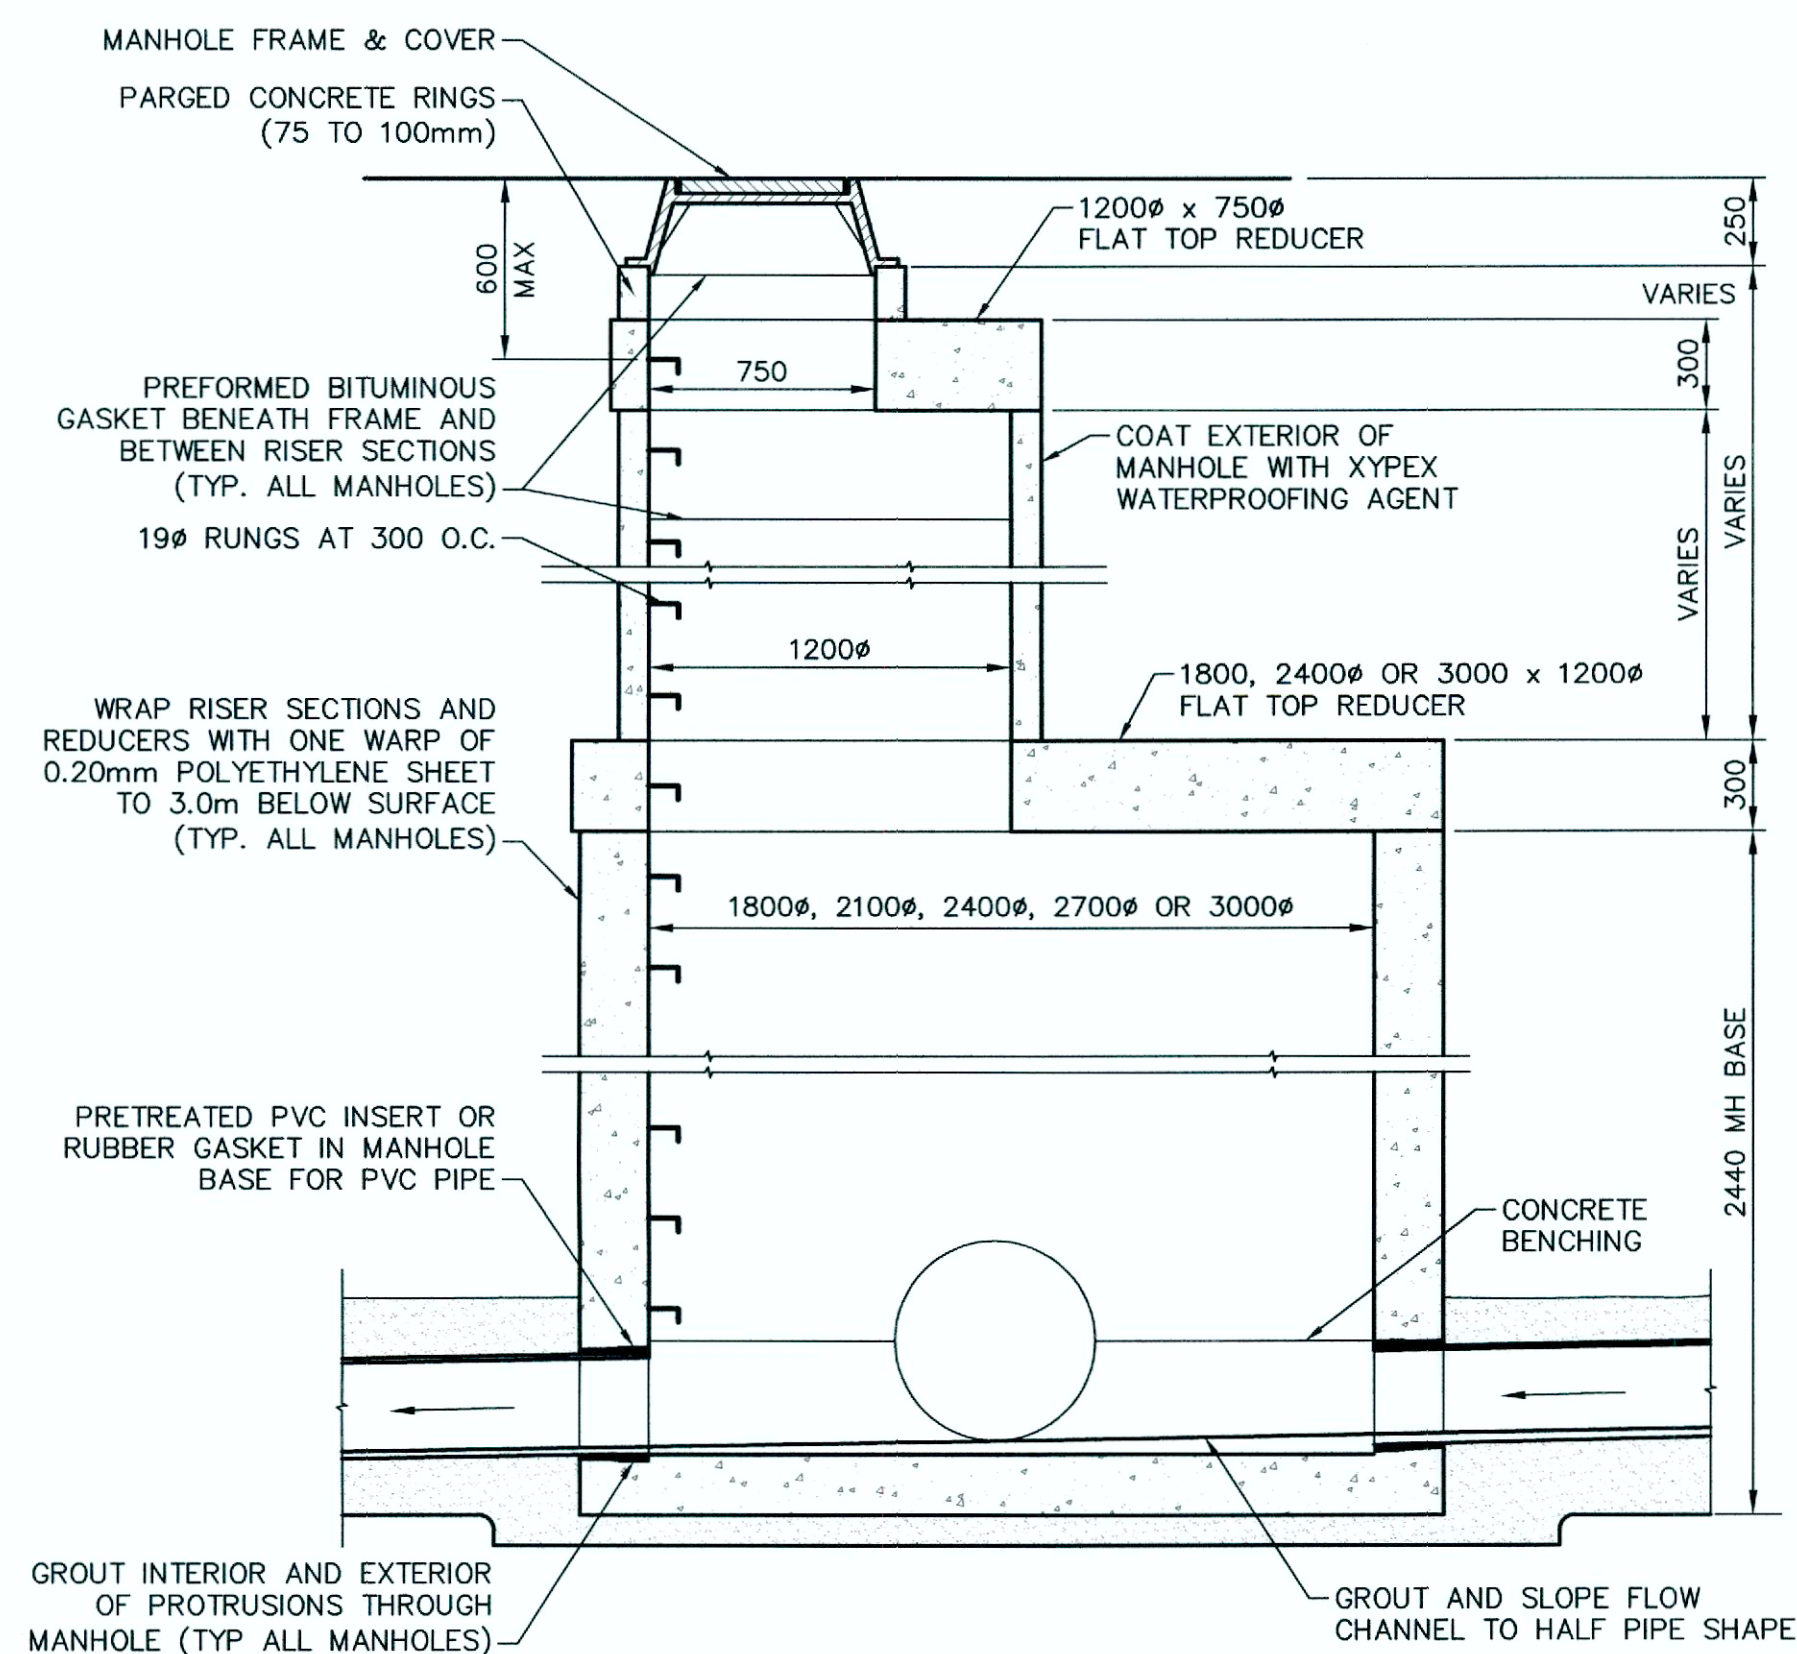 MANHOLE FRAME & COVER
PARGED CONCRETE RINGS
(75 TO 100mm)
600
MAX
1200ø x 750ø
FLAT TOP REDUCER
250
VARIES
300
750
PREFORMED BITUMINOUS
GASKET BENEATH FRAME AND
BETWEEN RISER SECTIONS
(TYP. ALL MANHOLES)
COAT EXTERIOR OF
MANHOLE WITH XYPEX
WATERPROOFING AGENT
19ø RUNGS AT 300 O.C.
VARIES
VARIES
1200ø
1800, 2400ø OR 3000 x 1200ø
FLAT TOP REDUCER
WRAP RISER SECTIONS AND
REDUCERS WITH ONE WARP OF
0.20mm POLYETHYLENE SHEET
TO 3.0m BELOW SURFACE
(TYP. ALL MANHOLES)
300
1800ø, 2100ø, 2400ø, 2700ø OR 3000ø
2440 MH BASE
PRETREATED PVC INSERT OR
RUBBER GASKET IN MANHOLE
BASE FOR PVC PIPE
CONCRETE
BENCHING
GROUT INTERIOR AND EXTERIOR
OF PROTRUSIONS THROUGH
MANHOLE (TYP ALL MANHOLES)
GROUT AND SLOPE FLOW
CHANNEL TO HALF PIPE SHAPE